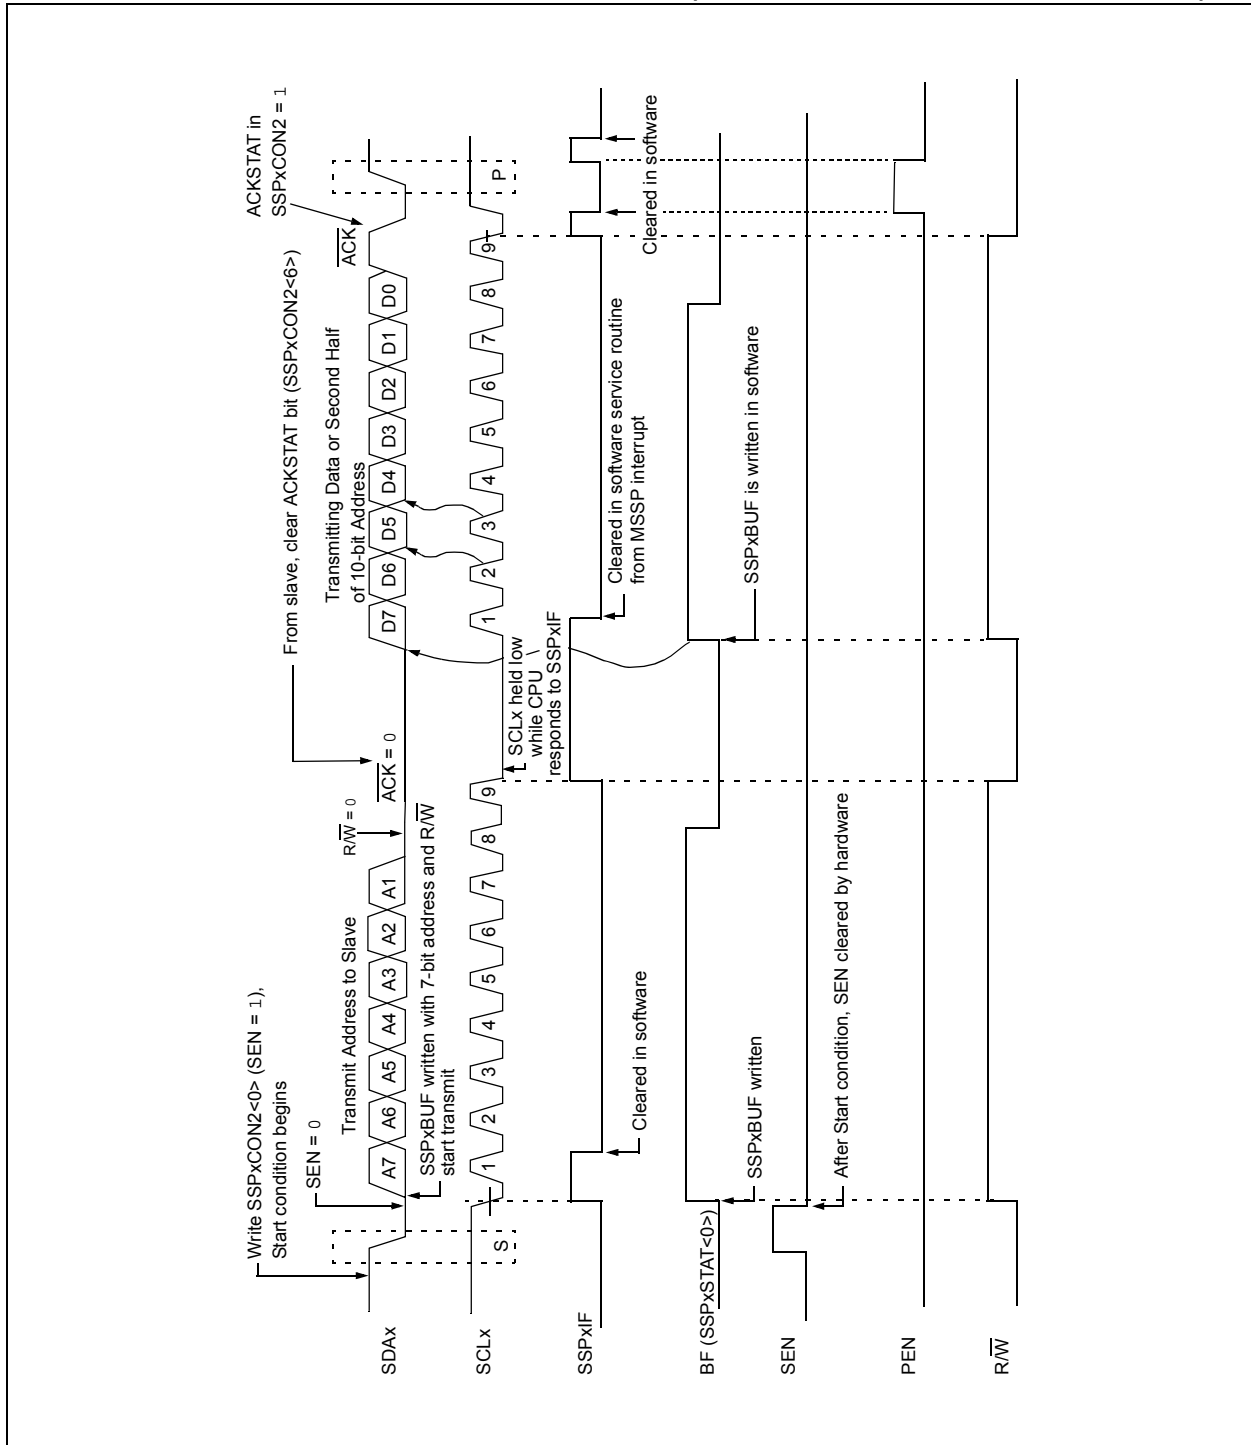 Write SSPxCON2<0> (SEN = 1),
Start condition begins
SEN = 0
Transmit Address to Slave
R/W = 0
ACK = 0
From slave, clear ACKSTAT bit (SSPxCON2<6>)
Transmitting Data or Second Half
of 10-bit Address
ACK
ACKSTAT in
SSPxCON2 = 1
SDAx
A7 A6 A5 A4 A3 A2 A1
D7 D6 D5 D4 D3 D2 D1 D0
SSPxBUF written with 7-bit address and R/W
start transmit
SCLx
S
1 2 3 4 5 6 7 8 9
1 2 3 4 5 6 7 8 9
P
SCLx held low
while CPU
responds to SSPxIF
SSPxIF
Cleared in software
Cleared in software service routine
from MSSP interrupt
Cleared in software
Cleared in software
BF (SSPxSTAT<0>)
SSPxBUF written
SSPxBUF is written in software
SEN
After Start condition, SEN cleared by hardware
PEN
R/W